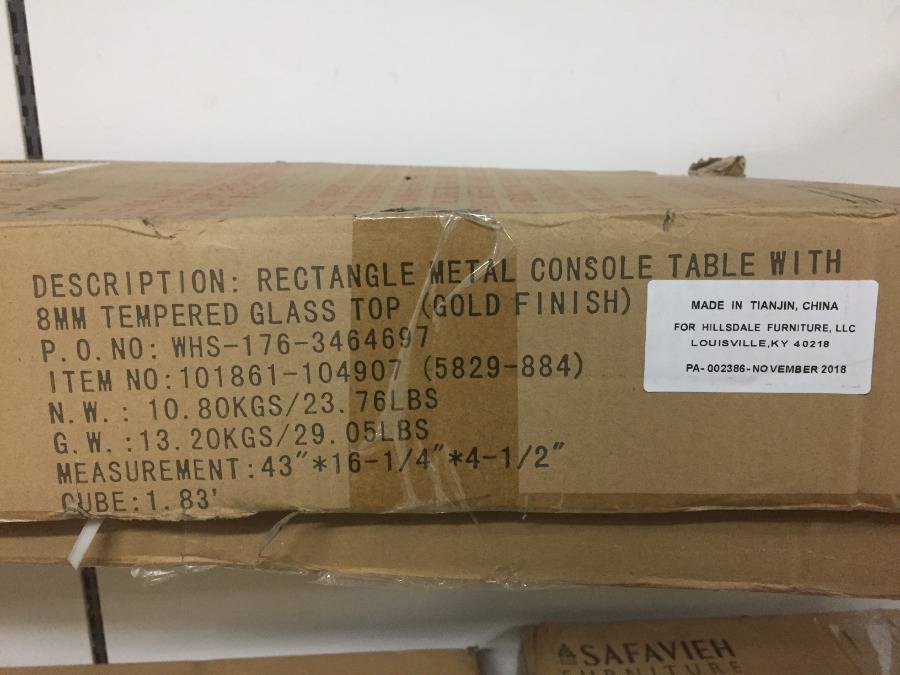 DESCRIPTION: RECTANGLE METAL CONSOLE TABLE WITH
8MM TEMPERED GLASS TOP (GOLD FINISH)
P.O.NO: WHS-176-3464697
ITEM NO:101861-104907 (5829-884)
N.W.: 10.80KGS/23.76LBS
G.W.:13.20KGS/29.05LBS
MEASUREMENT:43"*16-1/4"*4-1/2"
CUBE:1.83'
MADE IN TIANJIN, CHINA
FOR HILLSDALE FURNITURE, LLC
LOUISVILLE,KY 40218
PA-002386-NOVEMBER 2018
SAFAVIEH
FURNITURE